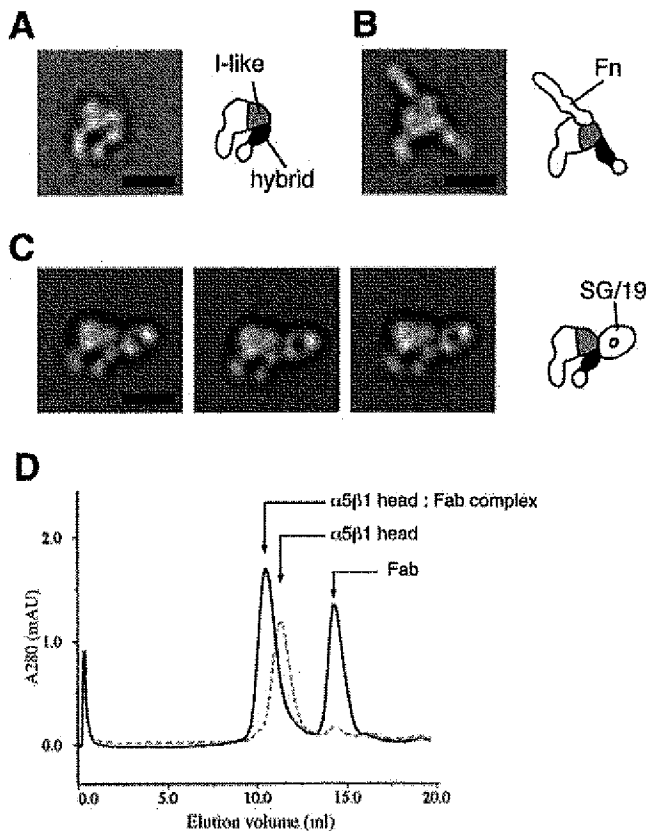 A
B
I-like
hybrid
Fn
C
SG/19
D
α5β1 head : Fab complex
α5β1 head
Fab
2.0
1.0
0.0
A280 (mAU)
0.0 5.0 10.0 15.0 20.0
Elution volume (ml)